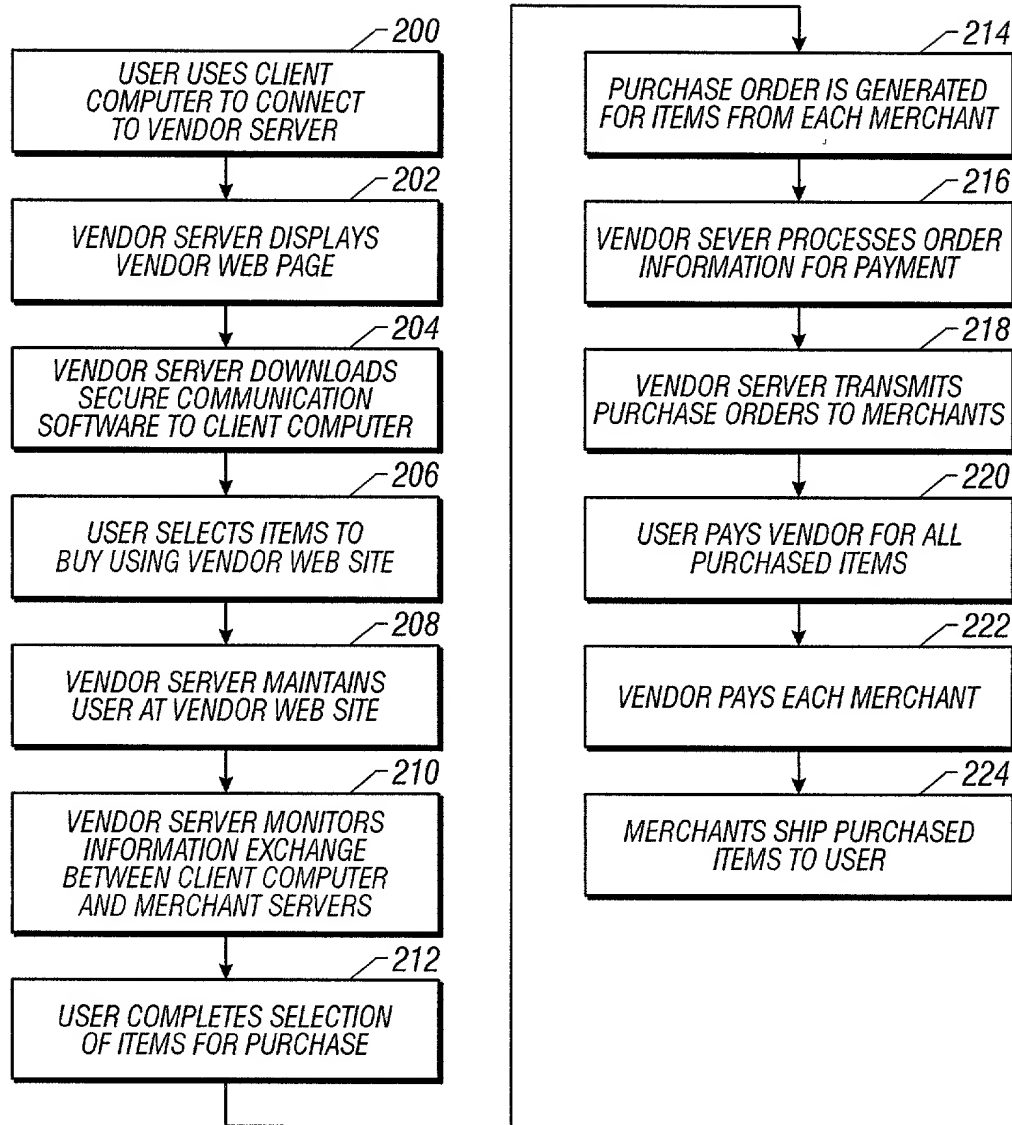 200
USER USES CLIENT
COMPUTER TO CONNECT
TO VENDOR SERVER
202
VENDOR SERVER DISPLAYS
VENDOR WEB PAGE
204
VENDOR SERVER DOWNLOADS
SECURE COMMUNICATION
SOFTWARE TO CLIENT COMPUTER
206
USER SELECTS ITEMS TO
BUY USING VENDOR WEB SITE
208
VENDOR SERVER MAINTAINS
USER AT VENDOR WEB SITE
210
VENDOR SERVER MONITORS
INFORMATION EXCHANGE
BETWEEN CLIENT COMPUTER
AND MERCHANT SERVERS
212
USER COMPLETES SELECTION
OF ITEMS FOR PURCHASE
214
PURCHASE ORDER IS GENERATED
FOR ITEMS FROM EACH MERCHANT
216
VENDOR SEVER PROCESSES ORDER
INFORMATION FOR PAYMENT
218
VENDOR SERVER TRANSMITS
PURCHASE ORDERS TO MERCHANTS
220
USER PAYS VENDOR FOR ALL
PURCHASED ITEMS
222
VENDOR PAYS EACH MERCHANT
224
MERCHANTS SHIP PURCHASED
ITEMS TO USER